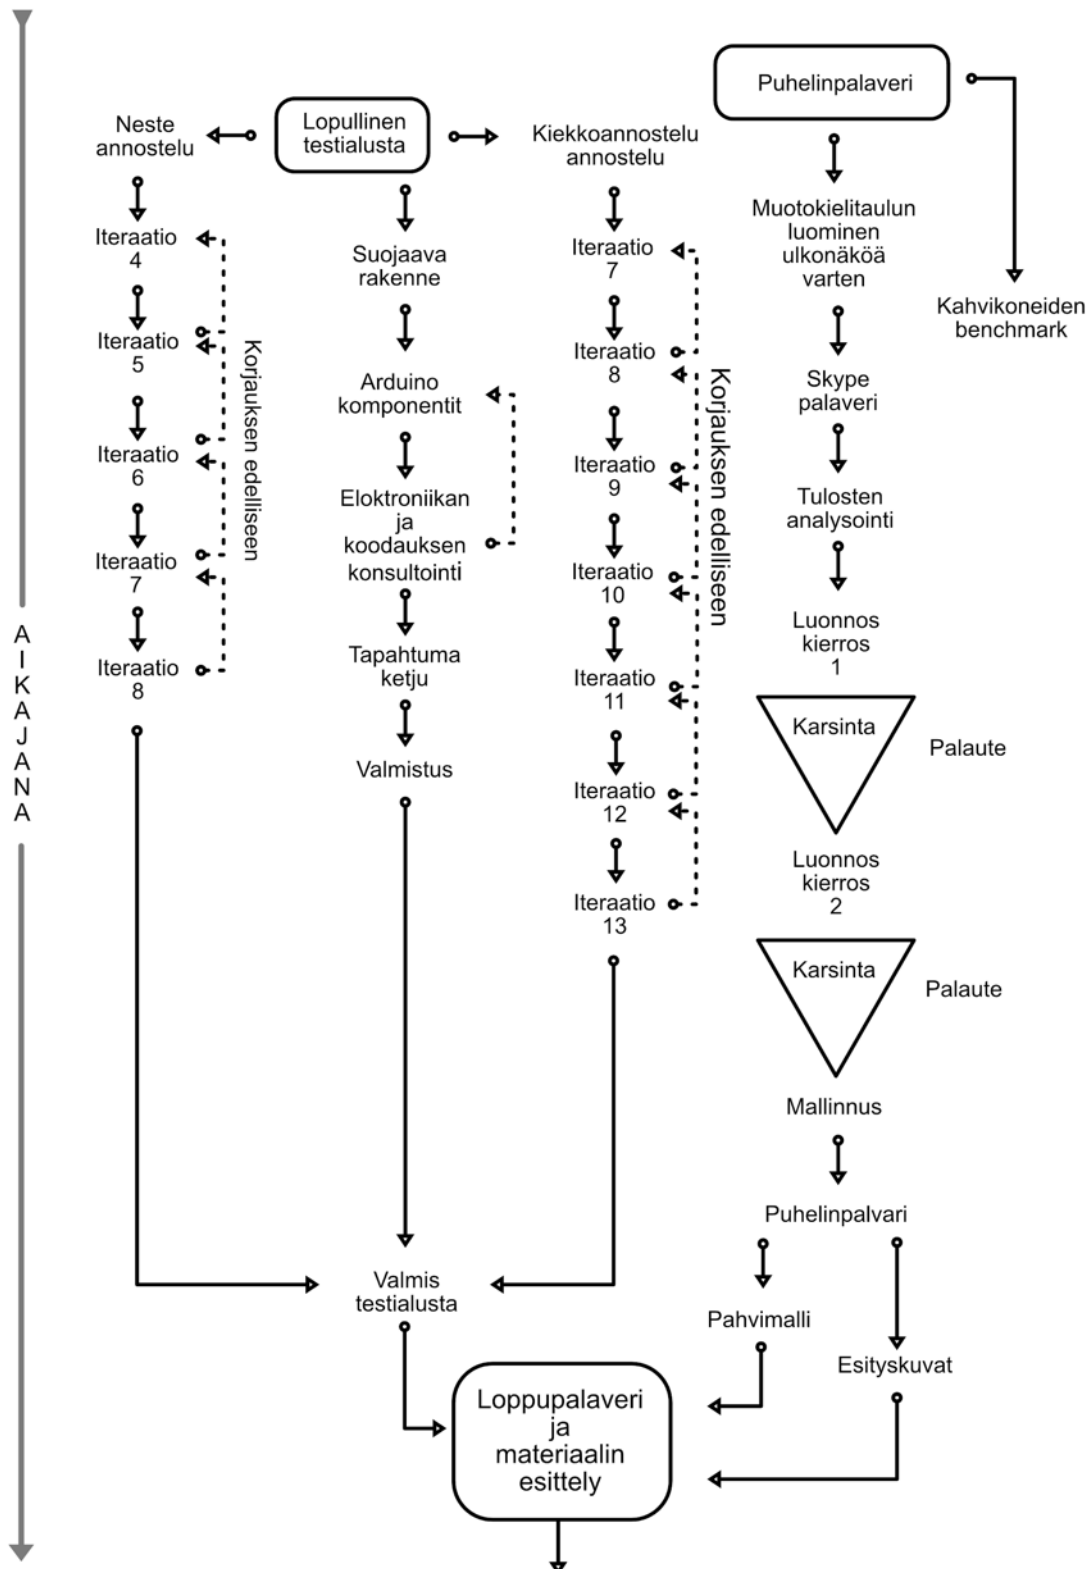 AIKAJANA
Neste
annostelu
Iteraatio
4
Iteraatio
5
Iteraatio
6
Iteraatio
7
Iteraatio
8
Korjauksen edelliseen
Lopullinen
testialusta
Suojaava
rakenne
Arduino
komponentit
Eloktroniikan
ja
koodauksen
konsultointi
Tapahtuma
ketju
Valmistus
Kiekkoannostelu
annostelu
Iteraatio
7
Iteraatio
8
Iteraatio
9
Iteraatio
10
Iteraatio
11
Iteraatio
12
Iteraatio
13
Korjauksen edelliseen
Valmis
testialusta
Puhelinpalaveri
Kahvikoneiden
benchmark
Muotokielitaulun
luominen
ulkonäköä
varten
Skype
palaveri
Tulosten
analysointi
Luonnos
kierros
1
Karsinta
Palaute
Luonnos
kierros
2
Karsinta
Palaute
Mallinnus
Puhelinpalvari
Pahvimalli
Esityskuvat
Loppupalaveri
ja
materiaalin
esittely